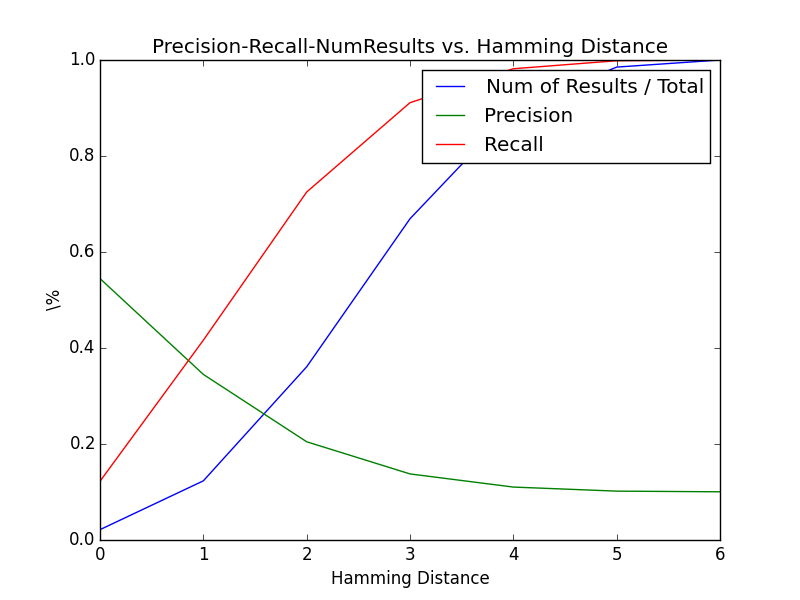 Precision-Recall-NumResults vs. Hamming Distance
1.0
0.8
0.6
0.4
0.2
0.0
\%
Num of Results / Total
Precision
Recall
0 1 2 3 4 5 6
Hamming Distance